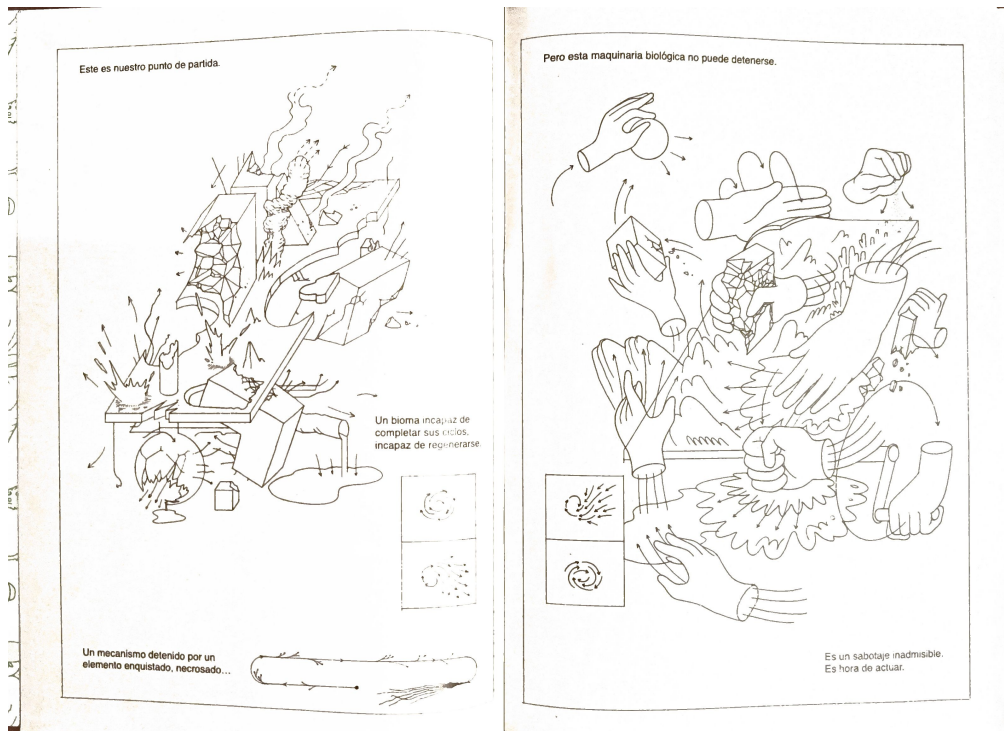 Este es nuestro punto de partida.
Un bioma incapaz de
completar sus ciclos,
incapaz de regenerarse.
Un mecanismo detenido por un
elemento enquistado, necrosado...
Pero esta maquinaria biológica no puede detenerse.
Es un sabotaje inadmisible.
Es hora de actuar.